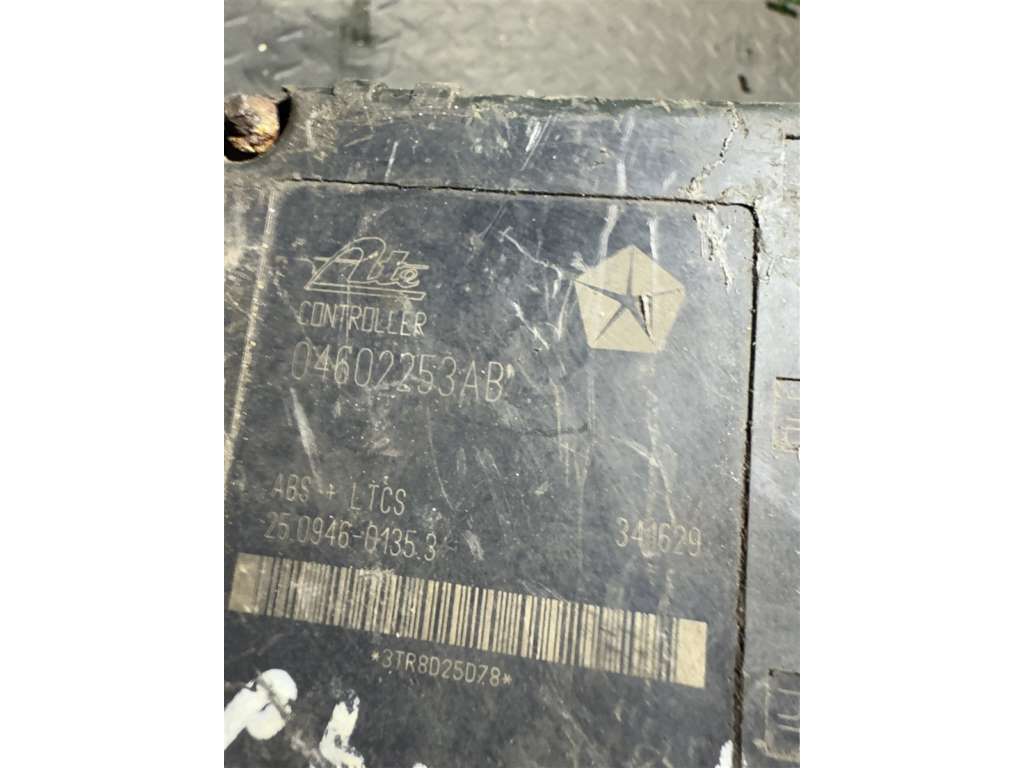 Ate
CONTROLLER
04602253AB
ABS + LTCS
25.0946-0135.3
341629
*3TR8D25D78*